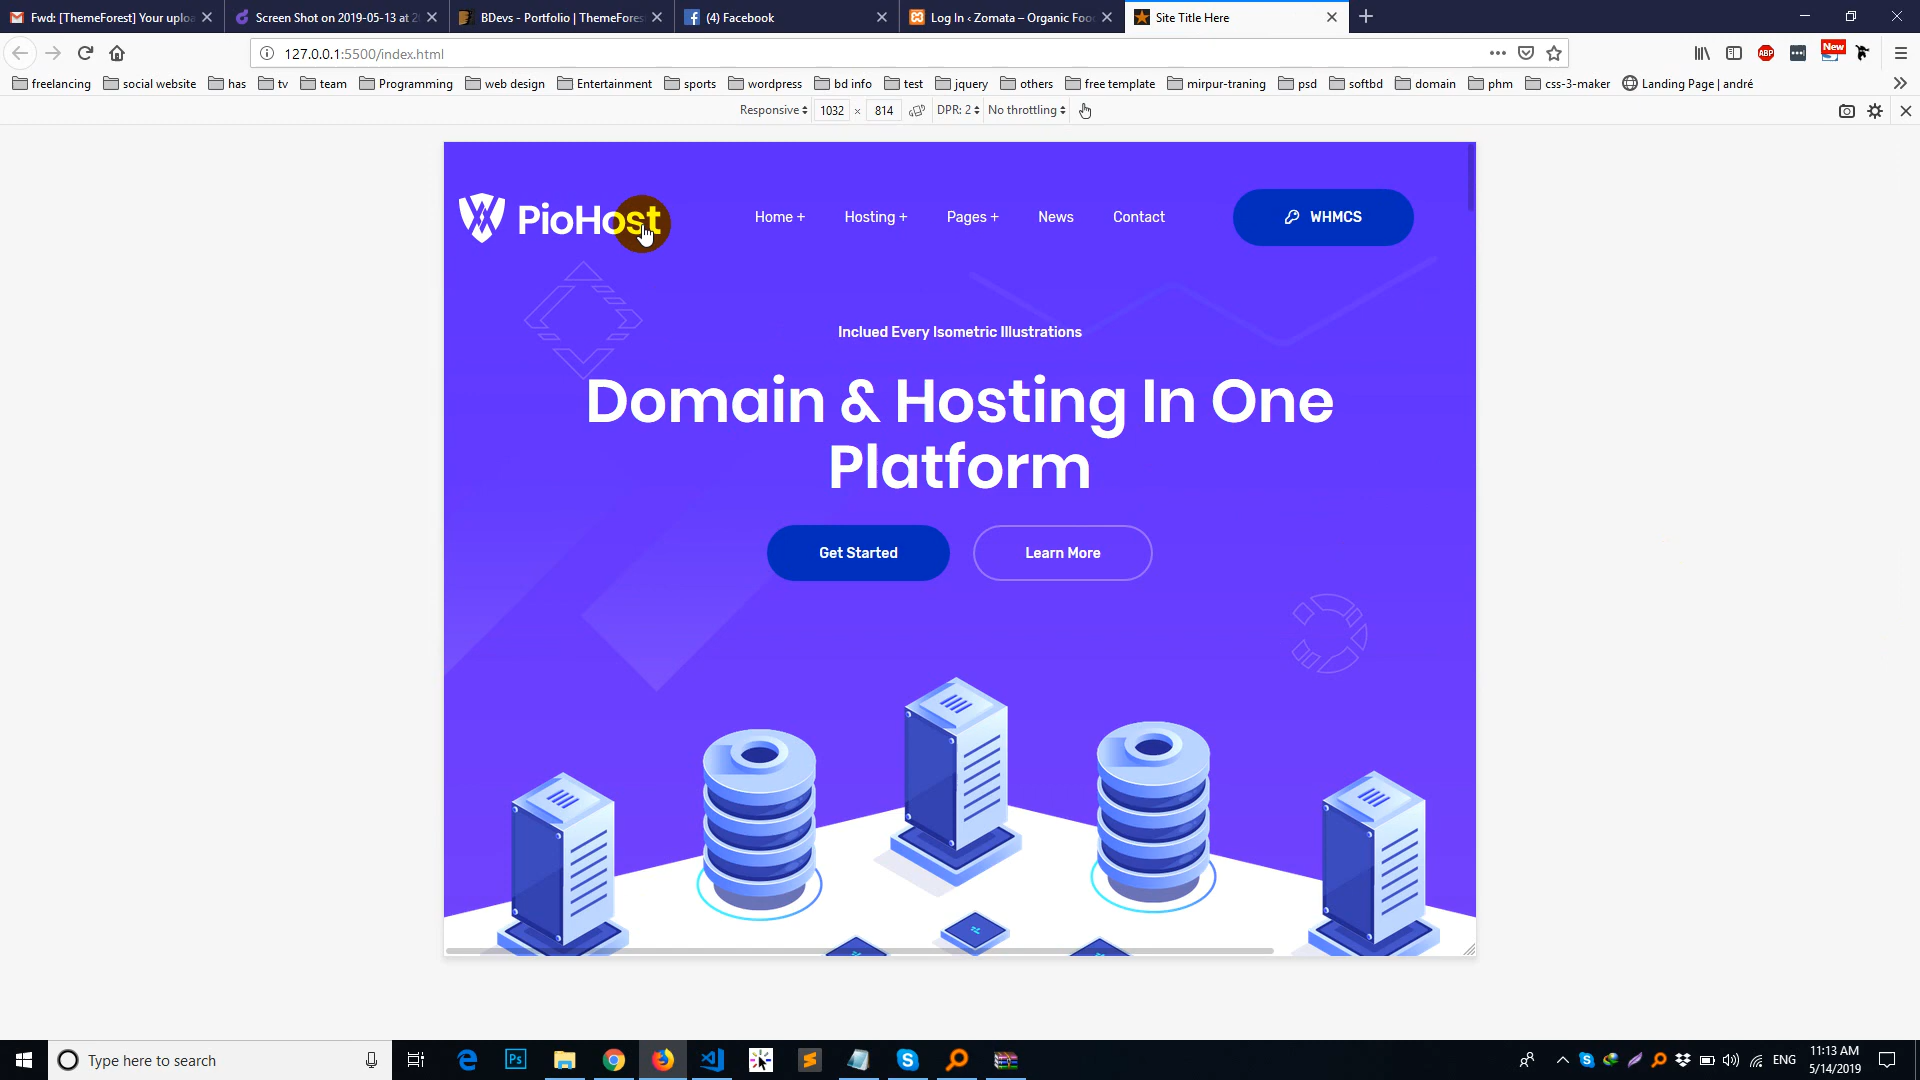 Fwd: [ThemeForest] Your uploa
Screen Shot on 2019-05-13 at 2
BDevs - Portfolio | ThemeFores
(4) Facebook
Log In ‹ Zomata – Organic Foo
Site Title Here
127.0.0.1:5500/index.html
New
freelancing
social website
has
tv
team
Programming
web design
Entertainment
sports
wordpress
bd info
test
jquery
others
free template
mirpur-traning
psd
softbd
domain
phm
css-3-maker
Landing Page | andré
Responsive
1032 × 814
DPR: 2
No throttling
PioHost
Home +
Hosting +
Pages +
News
Contact
WHMCS
Inclued Every Isometric Illustrations
Domain & Hosting In One
Platform
Get Started
Learn More
Type here to search
ENG
11:13 AM
5/14/2019